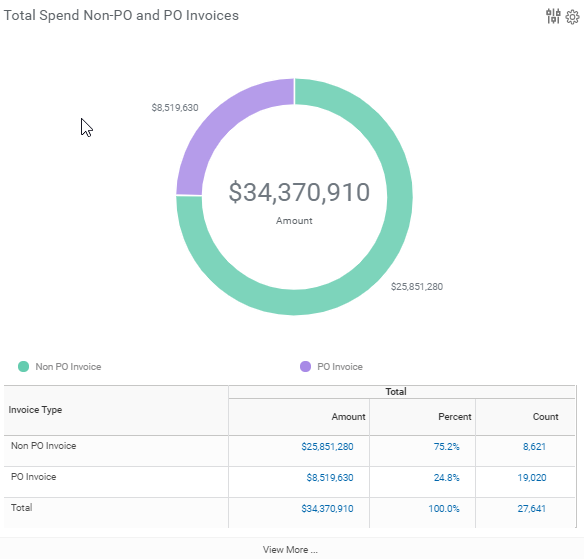 Total Spend Non-PO and PO Invoices
$8,519,630
$34,370,910
Amount
$25,851,280
Non PO Invoice
PO Invoice
Total
Invoice Type
Amount Percent Count
Non PO Invoice $25,851,280 75.2% 8,621
PO Invoice $8,519,630 24.8% 19,020
Total $34,370,910 100.0% 27,641
View More ...